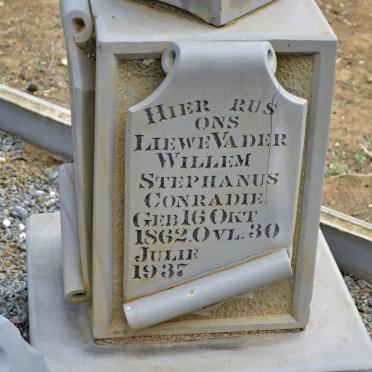 HIER RUS
ONS
LIEWE VADER
WILLEM
STEPHANUS
CONRADIE.
GEB 16 OKT
1862. OVL. 30
JULIE
1937